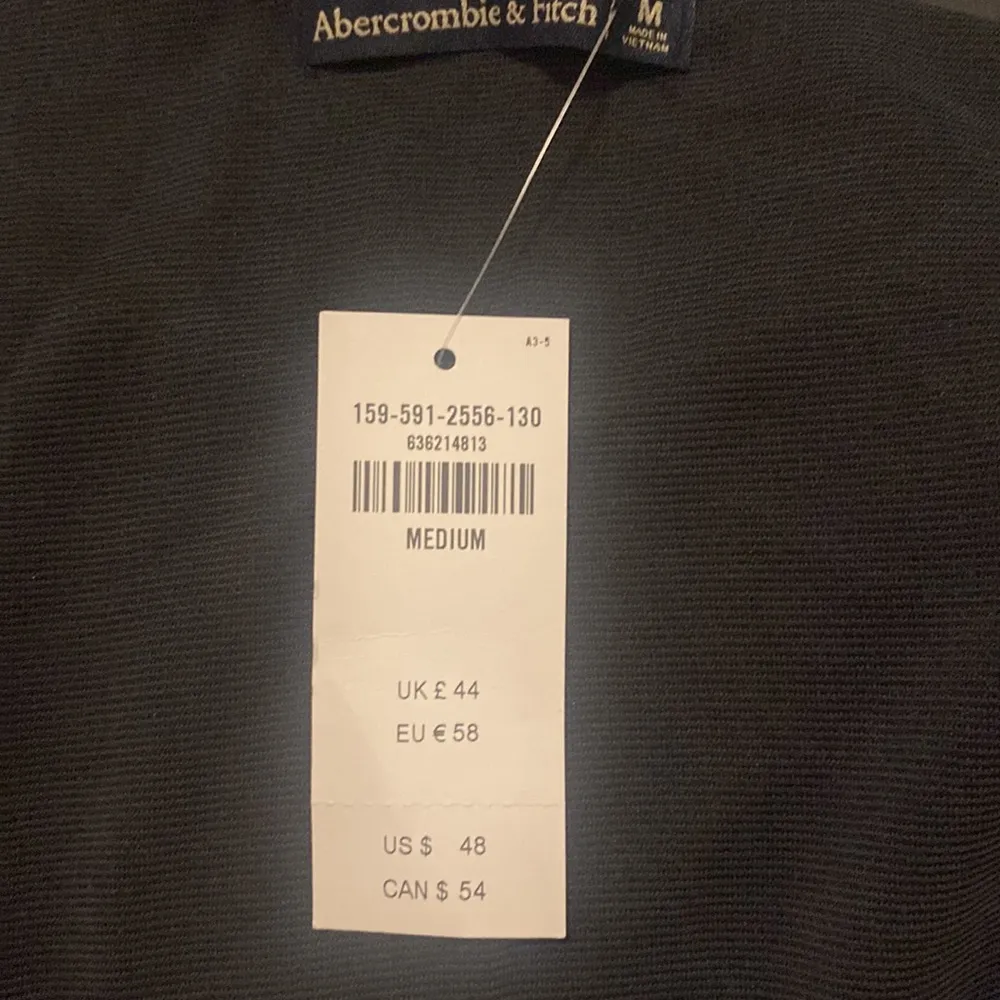 Abercrombie & Fitch
M
MADE IN
VIETNAM
A3-5
159-591-2556-130
636214813
MEDIUM
UK £ 44
EU € 58
US $ 48
CAN $ 54